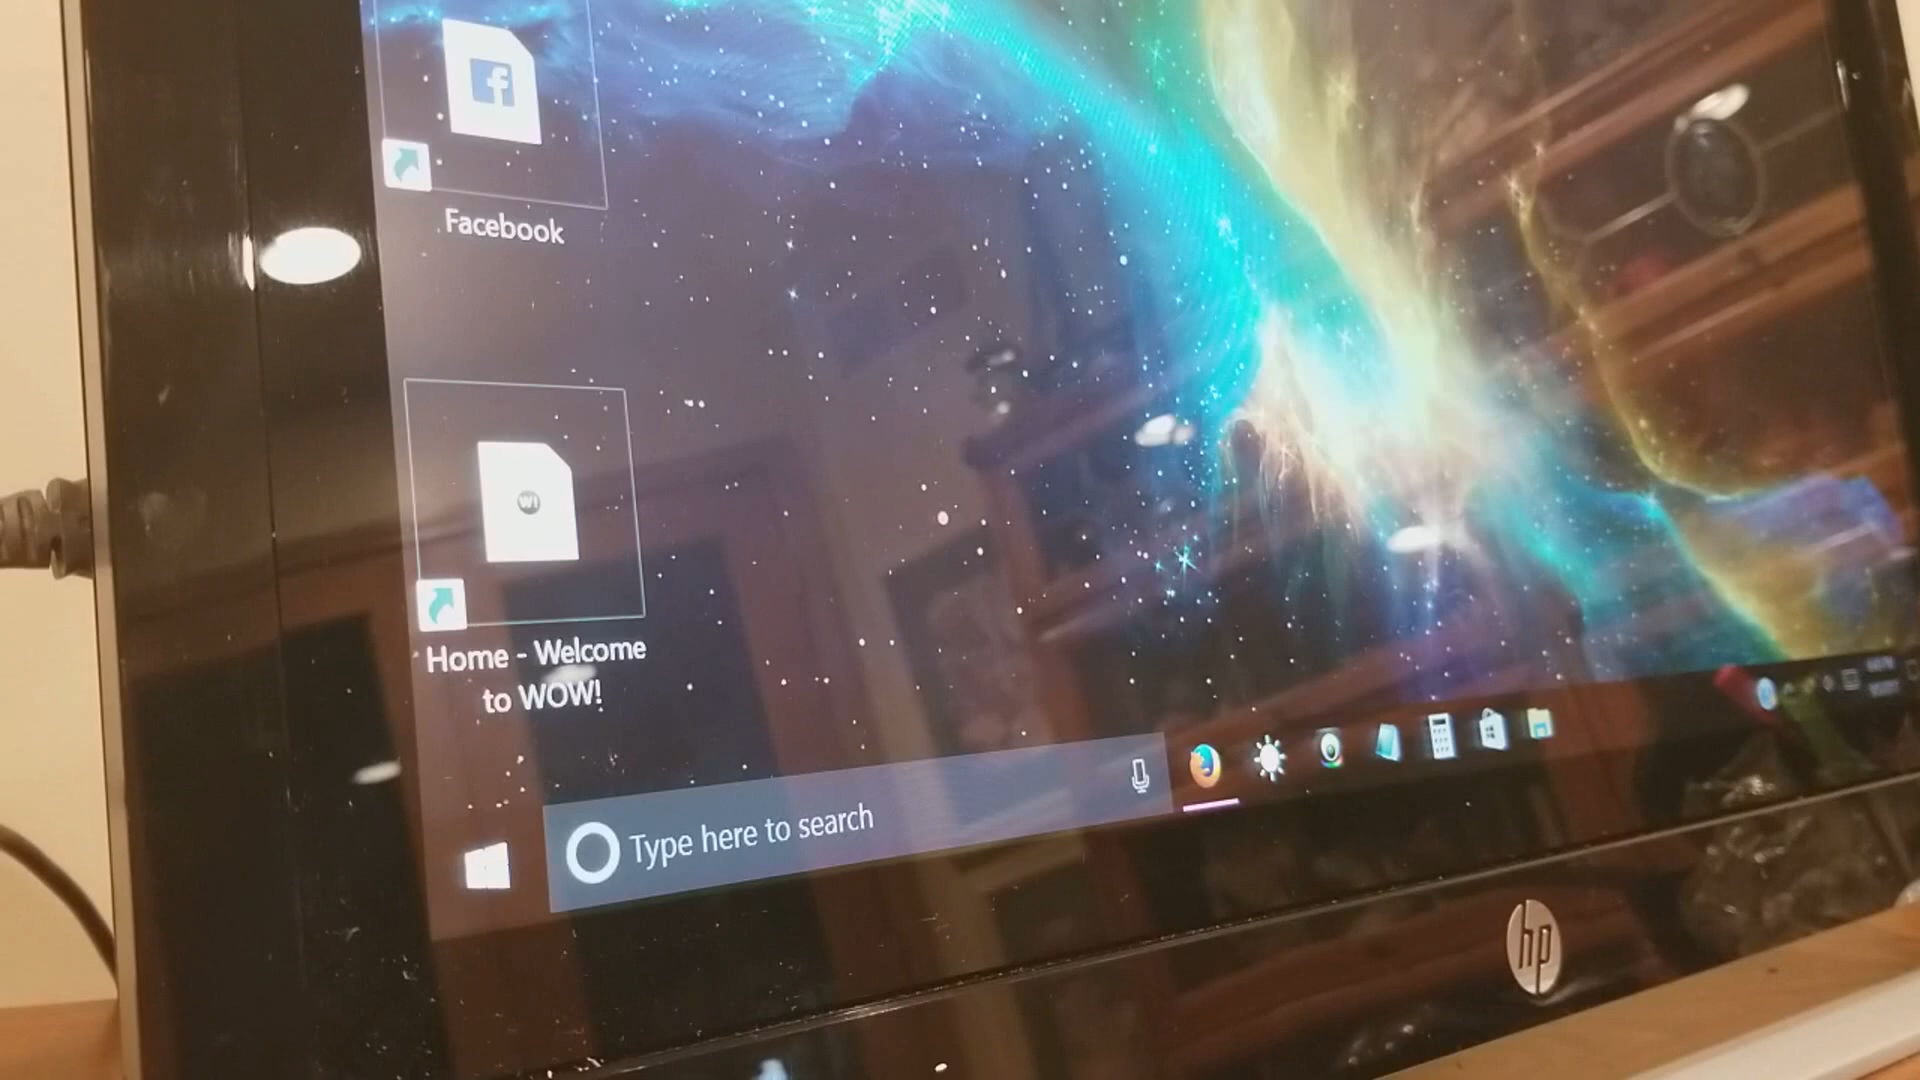 f
Facebook
W!
Home - Welcome
to WOW!
Type here to search
hp